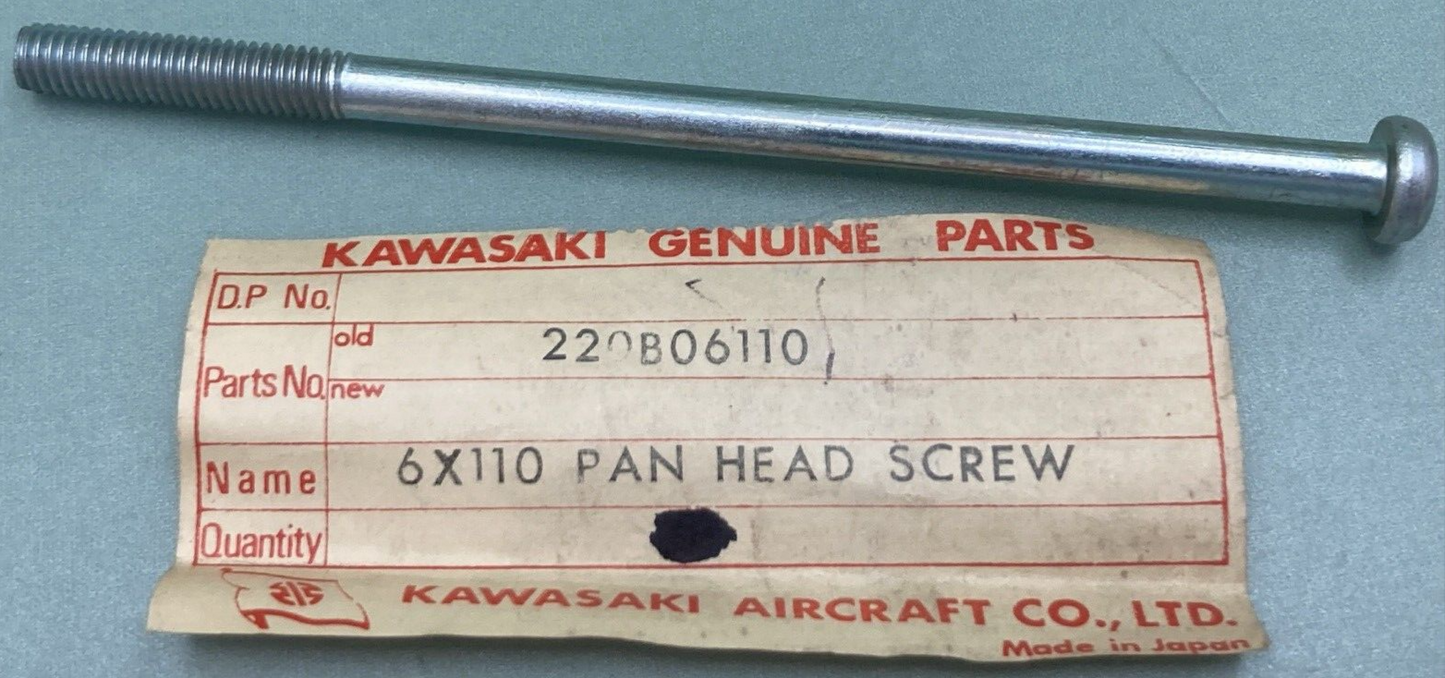 KAWASAKI GENUINE PARTS
D.P No.
Parts No. old 220B06110
new
Name 6X110 PAN HEAD SCREW
Quantity
KAWASAKI AIRCRAFT CO., LTD.
Made in Japan